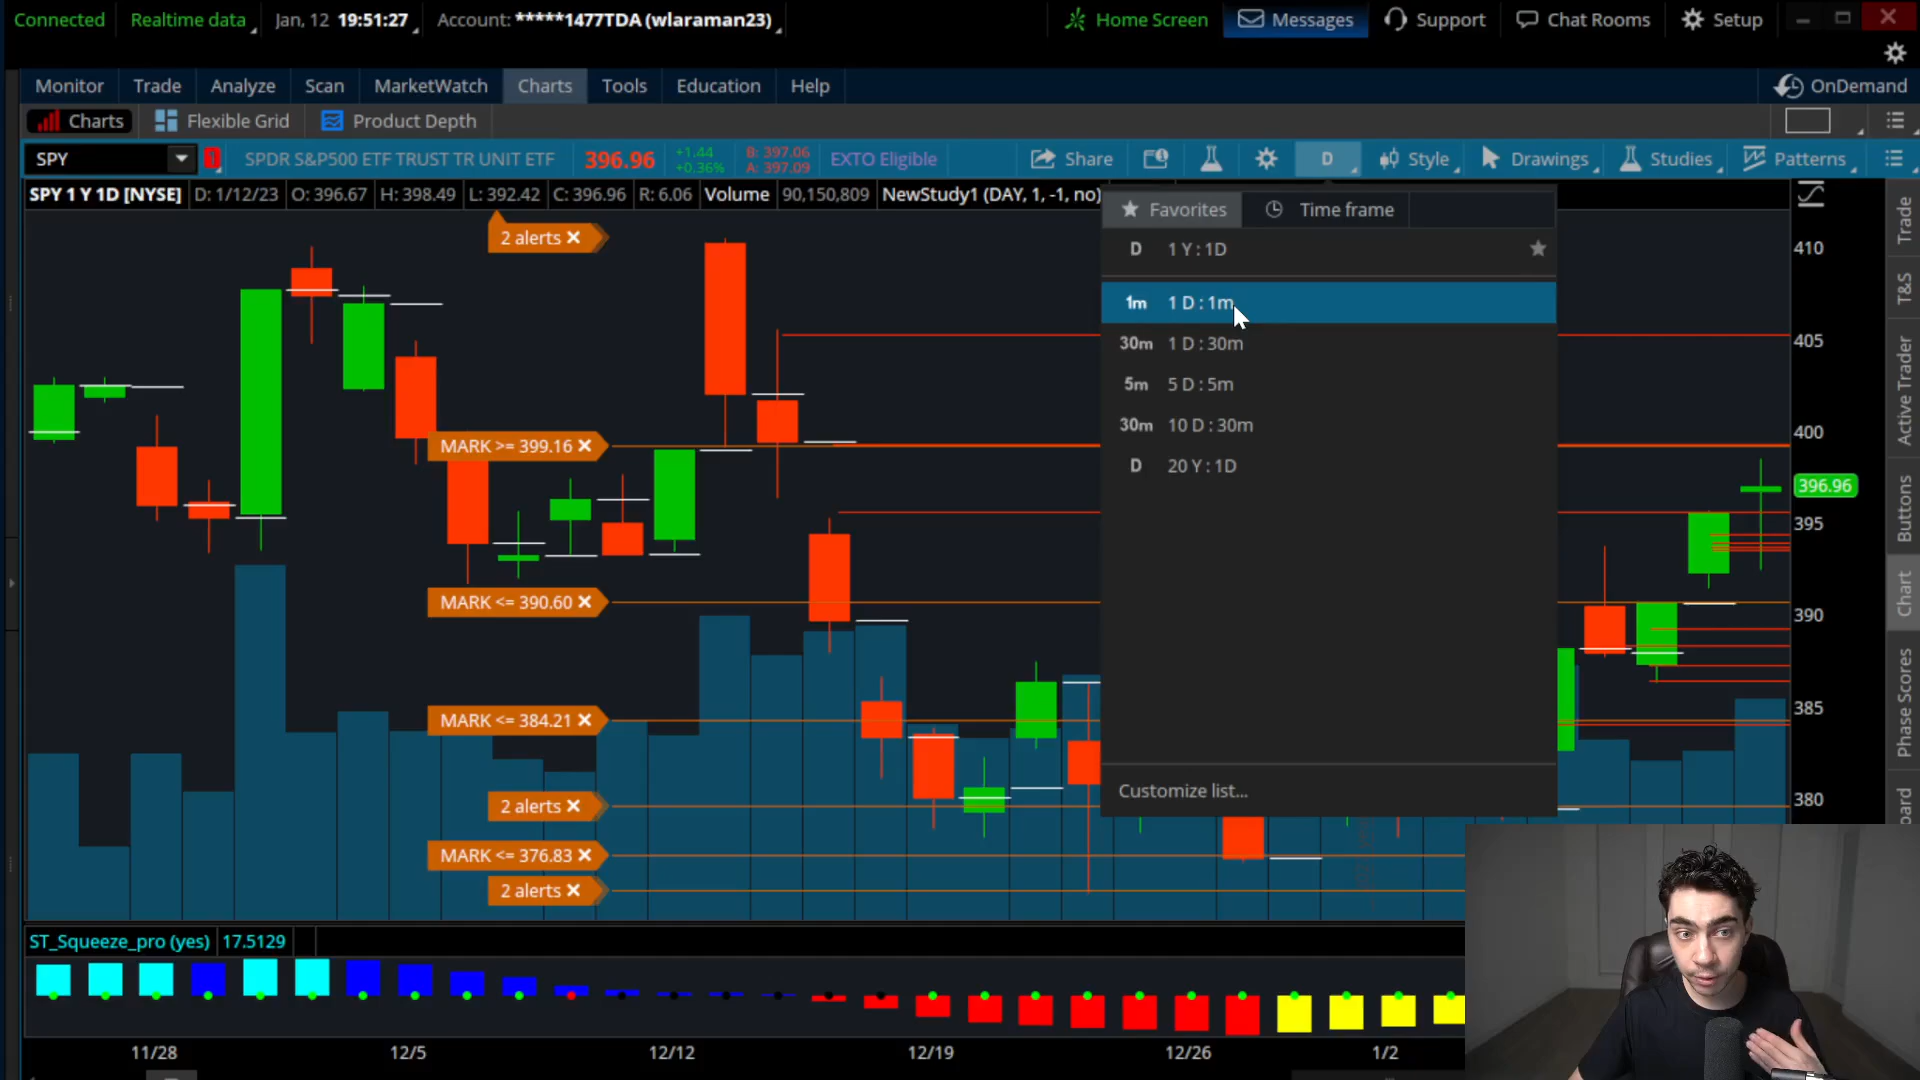 Connected Realtime data Jan, 12 19:51:27 Account: *****1477TDA (wlaraman23) Home Screen Messages Support Chat Rooms Setup
Monitor Trade Analyze Scan MarketWatch Charts Tools Education Help OnDemand
Charts Flexible Grid Product Depth
SPY SPDR S&P500 ETF TRUST TR UNIT ETF 396.96 +1.44 B: 397.06 EXTO Eligible Share D Style Drawings Studies Patterns
+0.36% A: 397.09
SPY 1 Y 1D [NYSE] D: 1/12/23 O: 396.67 H: 398.49 L: 392.42 C: 396.96 R: 6.06 Volume 90,150,809 NewStudy1 (DAY, 1, -1, no)
Favorites Time frame
D 1 Y : 1D
1m 1 D : 1m
30m 1 D : 30m
5m 5 D : 5m
30m 10 D : 30m
D 20 Y : 1D
Customize list...
2 alerts
MARK >= 399.16
MARK <= 390.60
MARK <= 384.21
2 alerts
MARK <= 376.83
2 alerts
410
405
400
396.96
395
390
385
380
Trade
T&S
Active Trader
Buttons
Chart
Phase Scores
ST_Squeeze_pro (yes) 17.5129
11/28 12/5 12/12 12/19 12/26 1/2